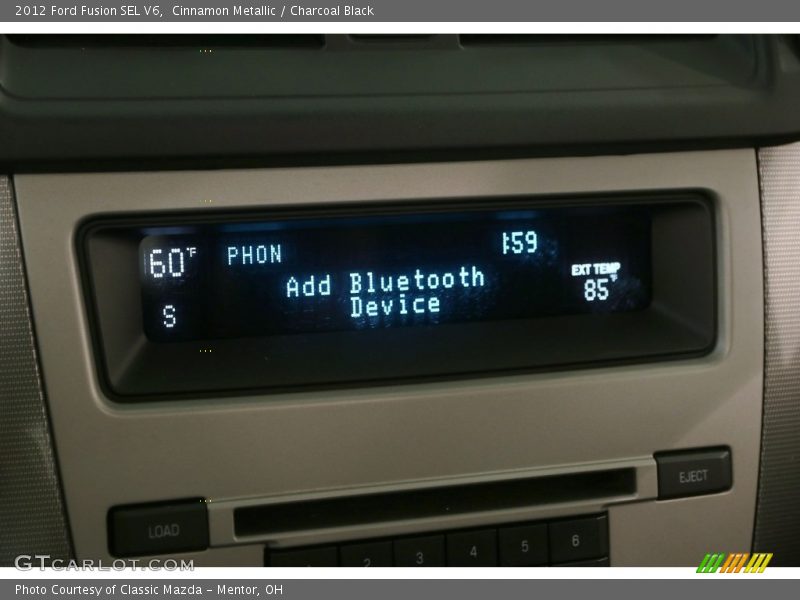 2012 Ford Fusion SEL V6,  Cinnamon Metallic / Charcoal Black
60°F PHON 1:59
Add Bluetooth
Device
EXT TEMP
85°
S
EJECT
LOAD
2 3 4 5 6
GTCARLOT.COM
Photo Courtesy of Classic Mazda - Mentor, OH